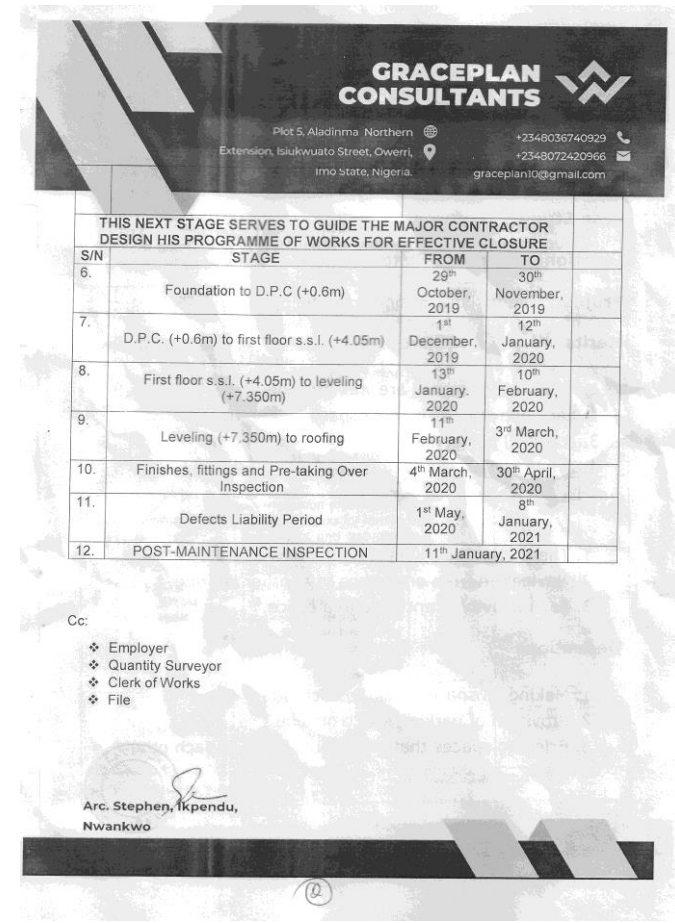 GRACEPLAN
CONSULTANTS
Plot 5, Aladinma Northern
Extension, Isiukwuato Street, Owerri,
Imo State, Nigeria.
+2348036740929
+2348072420966
graceplan10@gmail.com
THIS NEXT STAGE SERVES TO GUIDE THE MAJOR CONTRACTOR
DESIGN HIS PROGRAMME OF WORKS FOR EFFECTIVE CLOSURE
S/N STAGE FROM TO
6. Foundation to D.P.C (+0.6m) 29th October, 2019 30th November, 2019
7. D.P.C. (+0.6m) to first floor s.s.l. (+4.05m) 1st December, 2019 12th January, 2020
8. First floor s.s.l. (+4.05m) to leveling (+7.350m) 13th January. 2020 10th February, 2020
9. Leveling (+7.350m) to roofing 11th February, 2020 3rd March, 2020
10. Finishes, fittings and Pre-taking Over Inspection 4th March, 2020 30th April, 2020
11. Defects Liability Period 1st May, 2020 8th January, 2021
12. POST-MAINTENANCE INSPECTION 11th January, 2021
Cc:
❖ Employer
❖ Quantity Surveyor
❖ Clerk of Works
❖ File
Arc. Stephen, Ikpendu,
Nwankwo